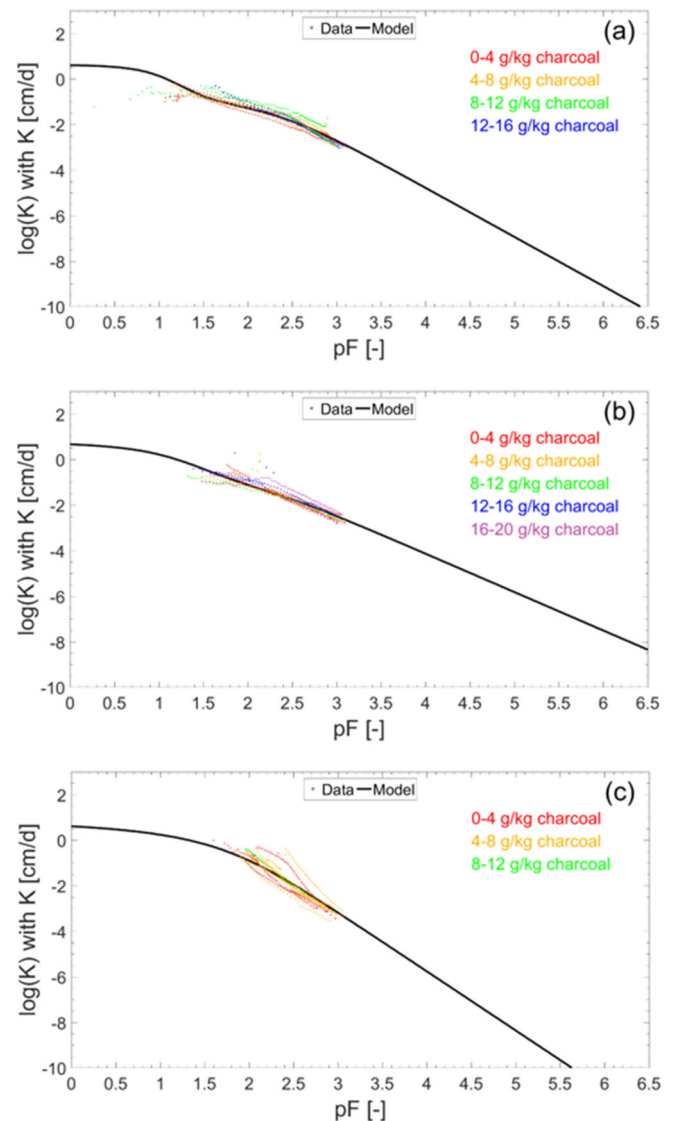 (a)
Data Model
0-4 g/kg charcoal
4-8 g/kg charcoal
8-12 g/kg charcoal
12-16 g/kg charcoal
log(K) with K [cm/d]
2
0
-2
-4
-6
-8
-10
0 0.5 1 1.5 2 2.5 3 3.5 4 4.5 5 5.5 6 6.5
pF [-]
(b)
Data Model
0-4 g/kg charcoal
4-8 g/kg charcoal
8-12 g/kg charcoal
12-16 g/kg charcoal
16-20 g/kg charcoal
log(K) with K [cm/d]
2
0
-2
-4
-6
-8
-10
0 0.5 1 1.5 2 2.5 3 3.5 4 4.5 5 5.5 6 6.5
pF [-]
(c)
Data Model
0-4 g/kg charcoal
4-8 g/kg charcoal
8-12 g/kg charcoal
log(K) with K [cm/d]
2
0
-2
-4
-6
-8
-10
0 0.5 1 1.5 2 2.5 3 3.5 4 4.5 5 5.5 6 6.5
pF [-]